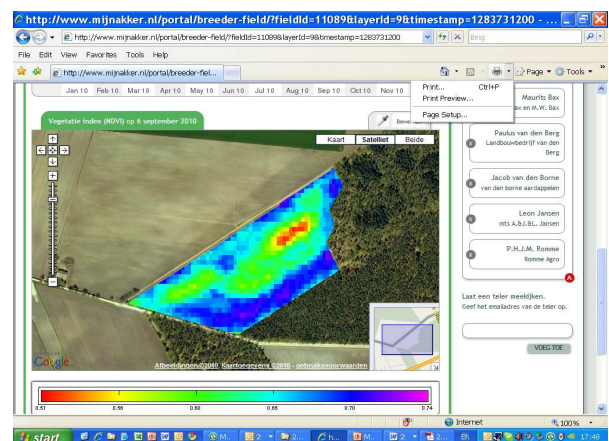 http://www.mijnakker.nl/portal/breeder-field/?fieldId=11089&layerId=9&timestamp=1283731200 - ...
http://www.mijnakker.nl/portal/breeder-field/?fieldId=11089&layerId=9&timestamp=1283731200
Bing
File Edit View Favorites Tools Help
http://www.mijnakker.nl/portal/breeder-fiel...
Page Tools
Jan 10 Feb 10 Mar 10 Apr 10 May 10 Jun 10 Jul 10 Aug 10 Sep 10 Oct 10 Nov 10
Print... Ctrl+P
Print Preview...
Page Setup...
Vegetatie index (NDVI) op 6 september 2010
Kaart Satelliet Beide
Maurits Bax
ax en M.W. Bax
Paulus van den Berg
Landbouwbedrijf van den
Berg
Jacob van den Borne
van den borne aardappelen
Leon Jansen
mts A.&J.&L. Jansen
P.H.J.M. Romme
Romme Agro
Laat een teler meekijken.
Geef het emailadres van de teler op.
VOEG TOE
Google
Afbeeldingen ©2010, Kaartgegevens ©2010 - gebruiksvoorwaarden
0.51 0.56 0.60 0.65 0.70 0.74
Internet 100%
start EN 17:48